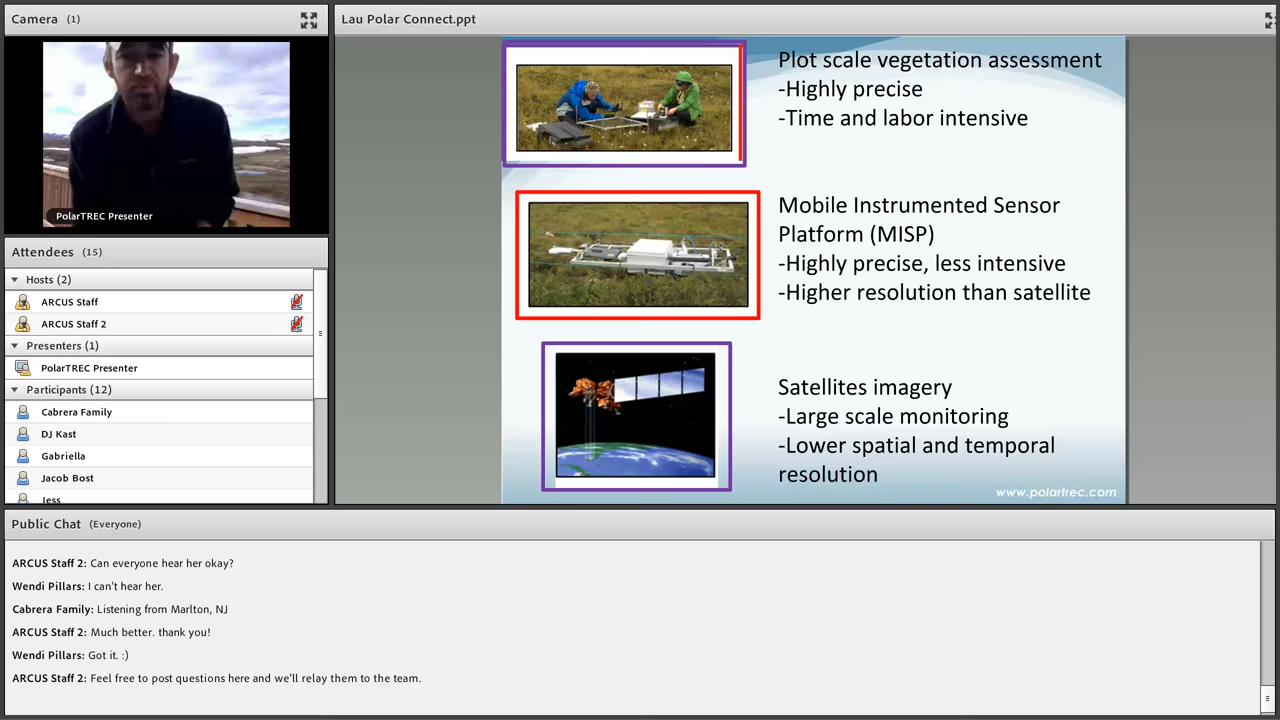 Camera (1)
PolarTREC Presenter
Attendees (15)
Hosts (2)
ARCUS Staff
ARCUS Staff 2
Presenters (1)
PolarTREC Presenter
Participants (12)
Cabrera Family
DJ Kast
Gabriella
Jacob Bost
Jess
Lau Polar Connect.ppt
Plot scale vegetation assessment
-Highly precise
-Time and labor intensive
Mobile Instrumented Sensor
Platform (MISP)
-Highly precise, less intensive
-Higher resolution than satellite
Satellites imagery
-Large scale monitoring
-Lower spatial and temporal
resolution
www.polartrec.com
Public Chat (Everyone)
ARCUS Staff 2: Can everyone hear her okay?
Wendi Pillars: I can't hear her.
Cabrera Family: Listening from Marlton, NJ
ARCUS Staff 2: Much better. thank you!
Wendi Pillars: Got it. :)
ARCUS Staff 2: Feel free to post questions here and we'll relay them to the team.